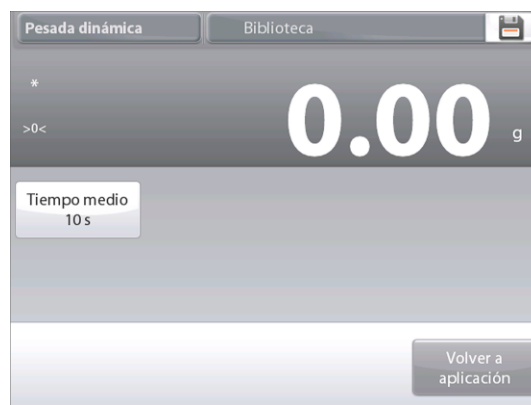 Pesada dinámica
Biblioteca
*
>0<
0.00 g
Tiempo medio
10 s
Volver a
aplicación